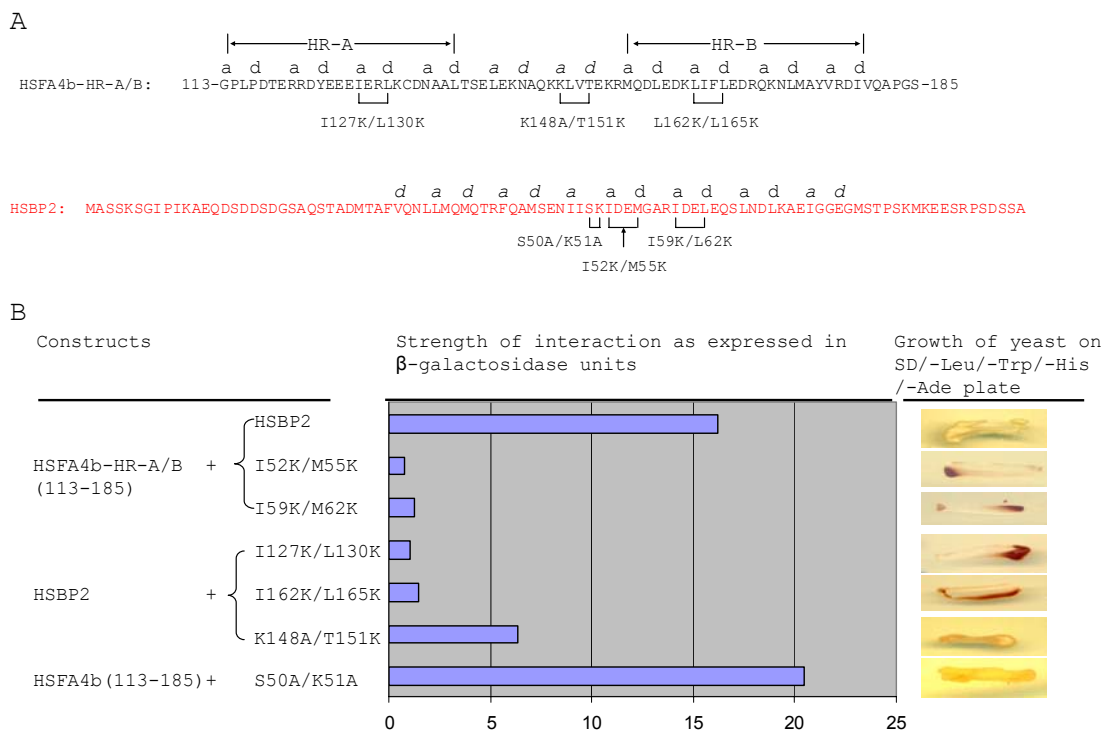 A
HR-A HR-B
a d a d a d a d a d a d a d a d a d a d
HSFA4b-HR-A/B: 113-GPLPDTERRDYEEEIERLKCDNAALTSELEKNAQKKLVTEKRMQDLEDKLIFLEDRQKNLMAYVRDIVQAPGS-185
I127K/L130K K148A/T151K L162K/L165K
d a d a d a a d a d a d a d
HSBP2: MASSKSGIPIKAEQDSDDSDGSAQSTADMTAFVQNLLMQMQTRFQAMSENIISKIDEMGARIDELEQSLNDLKAEIGGEGMSTPSKMKEESRPSDSSA
S50A/K51A I59K/L62K
I52K/M55K
B
Constructs Strength of interaction as expressed in β-galactosidase units Growth of yeast on SD/-Leu/-Trp/-His /-Ade plate
HSBP2
HSFA4b-HR-A/B + I52K/M55K
(113-185)
I59K/M62K
I127K/L130K
HSBP2 + I162K/L165K
K148A/T151K
HSFA4b(113-185)+ S50A/K51A
0 5 10 15 20 25